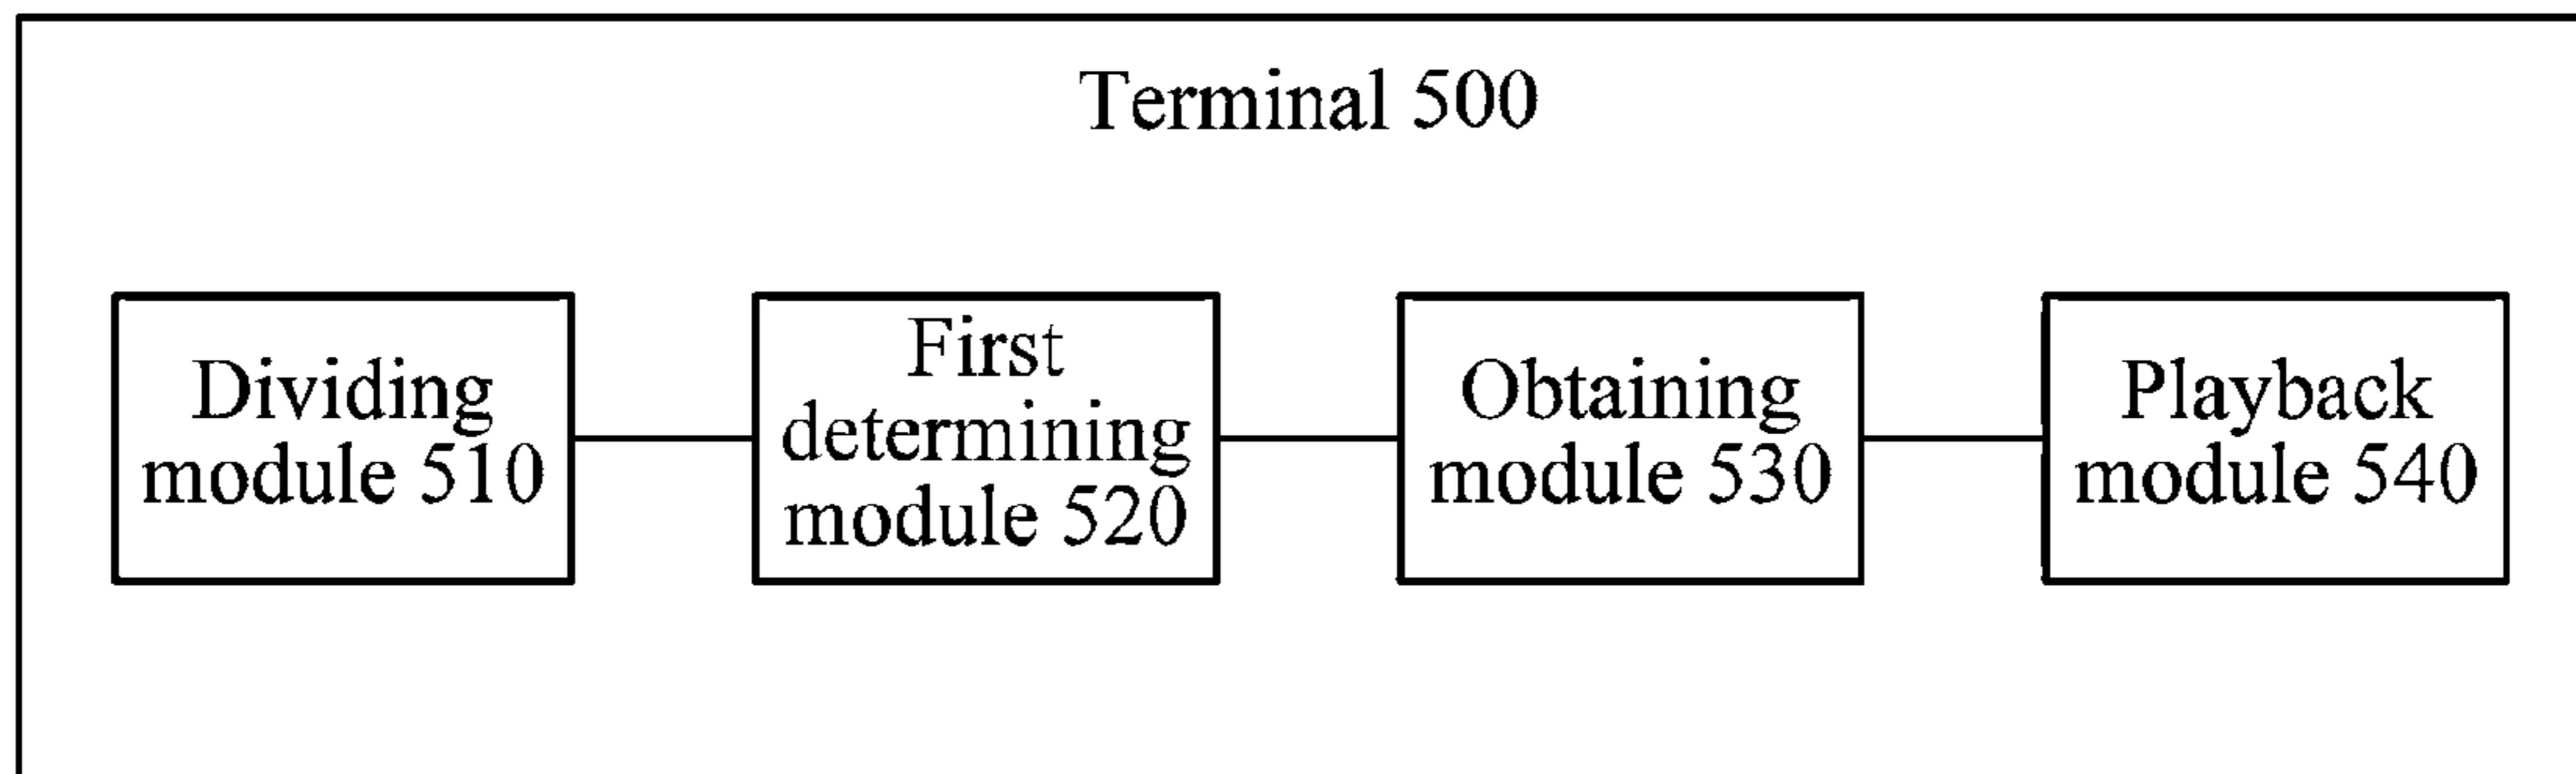 Terminal 500
Dividing
module 510
First
determining
module 520
Obtaining
module 530
Playback
module 540